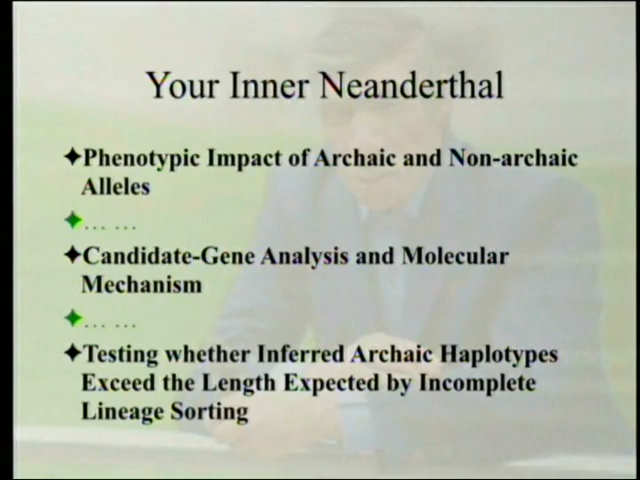 Your Inner Neanderthal
✦Phenotypic Impact of Archaic and Non-archaic
Alleles
✦... ...
✦Candidate-Gene Analysis and Molecular
Mechanism
✦... ...
✦Testing whether Inferred Archaic Haplotypes
Exceed the Length Expected by Incomplete
Lineage Sorting